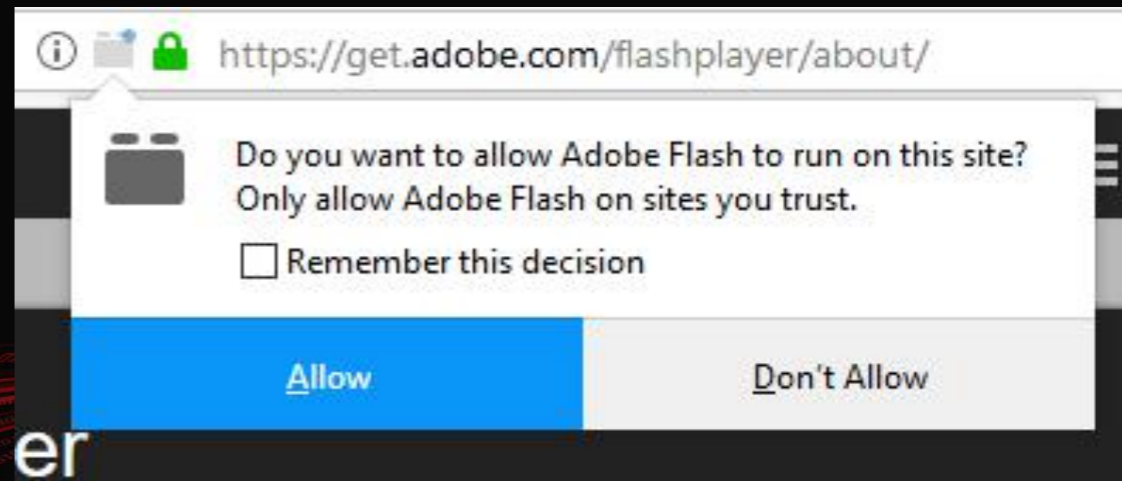 https://get.adobe.com/flashplayer/about/
Do you want to allow Adobe Flash to run on this site?
Only allow Adobe Flash on sites you trust.
Remember this decision
Allow
Don't Allow
er